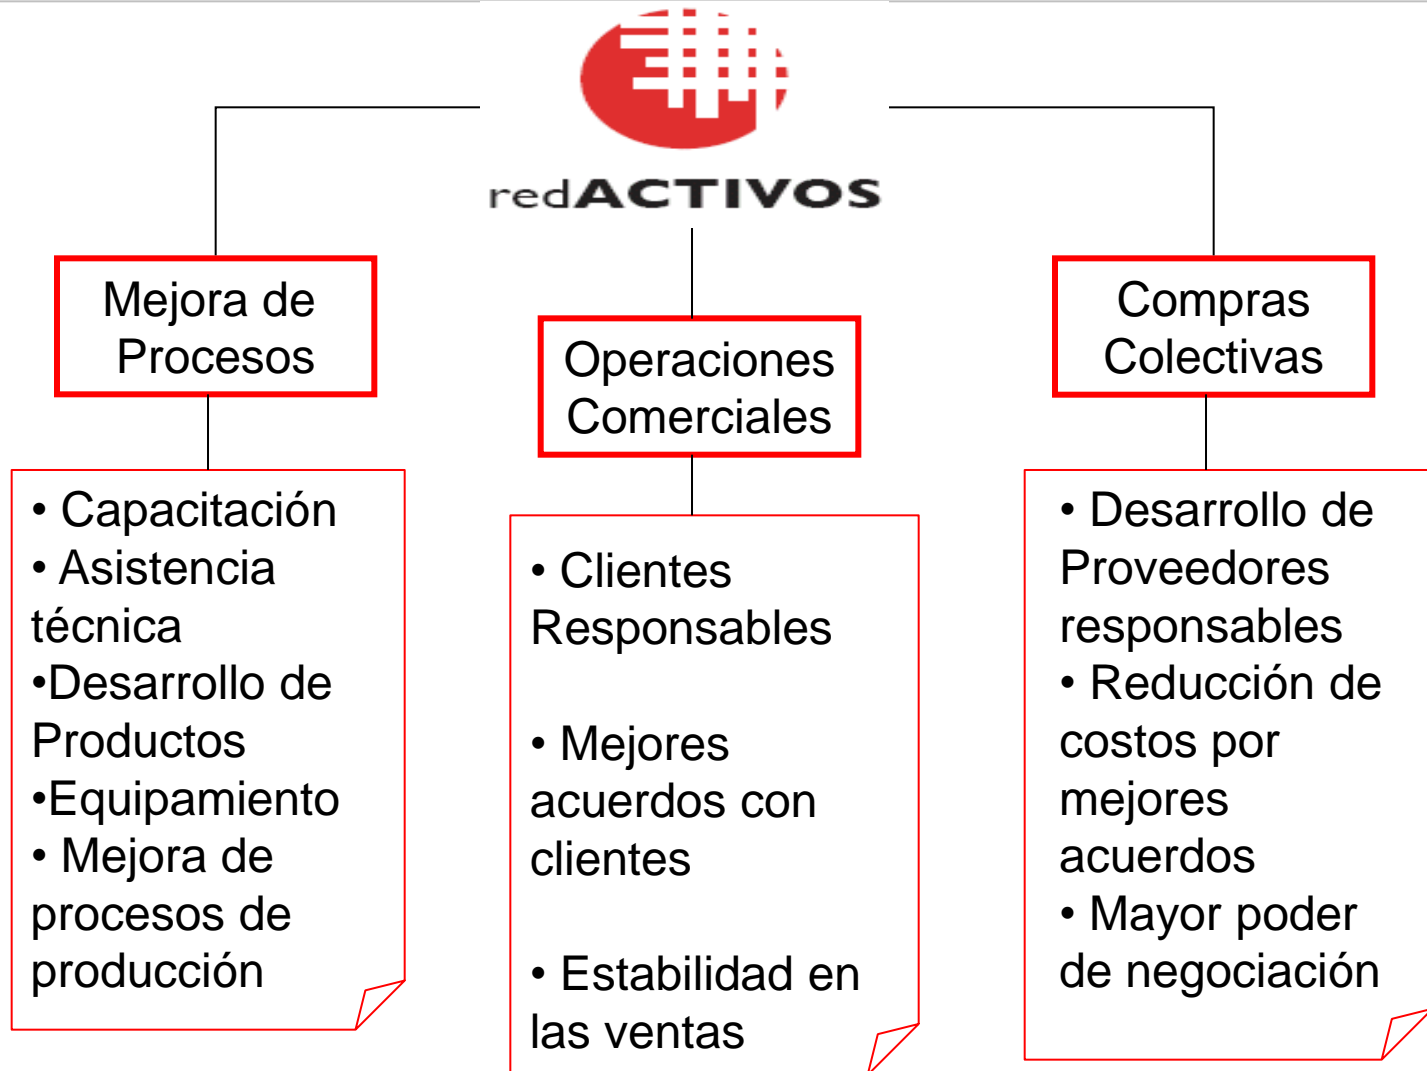 redACTIVOS
Mejora de
Procesos
• Capacitación
• Asistencia
técnica
•Desarrollo de
Productos
•Equipamiento
• Mejora de
procesos de
producción
Operaciones
Comerciales
• Clientes
Responsables
• Mejores
acuerdos con
clientes
• Estabilidad en
las ventas
Compras
Colectivas
• Desarrollo de
Proveedores
responsables
• Reducción de
costos por
mejores
acuerdos
• Mayor poder
de negociación